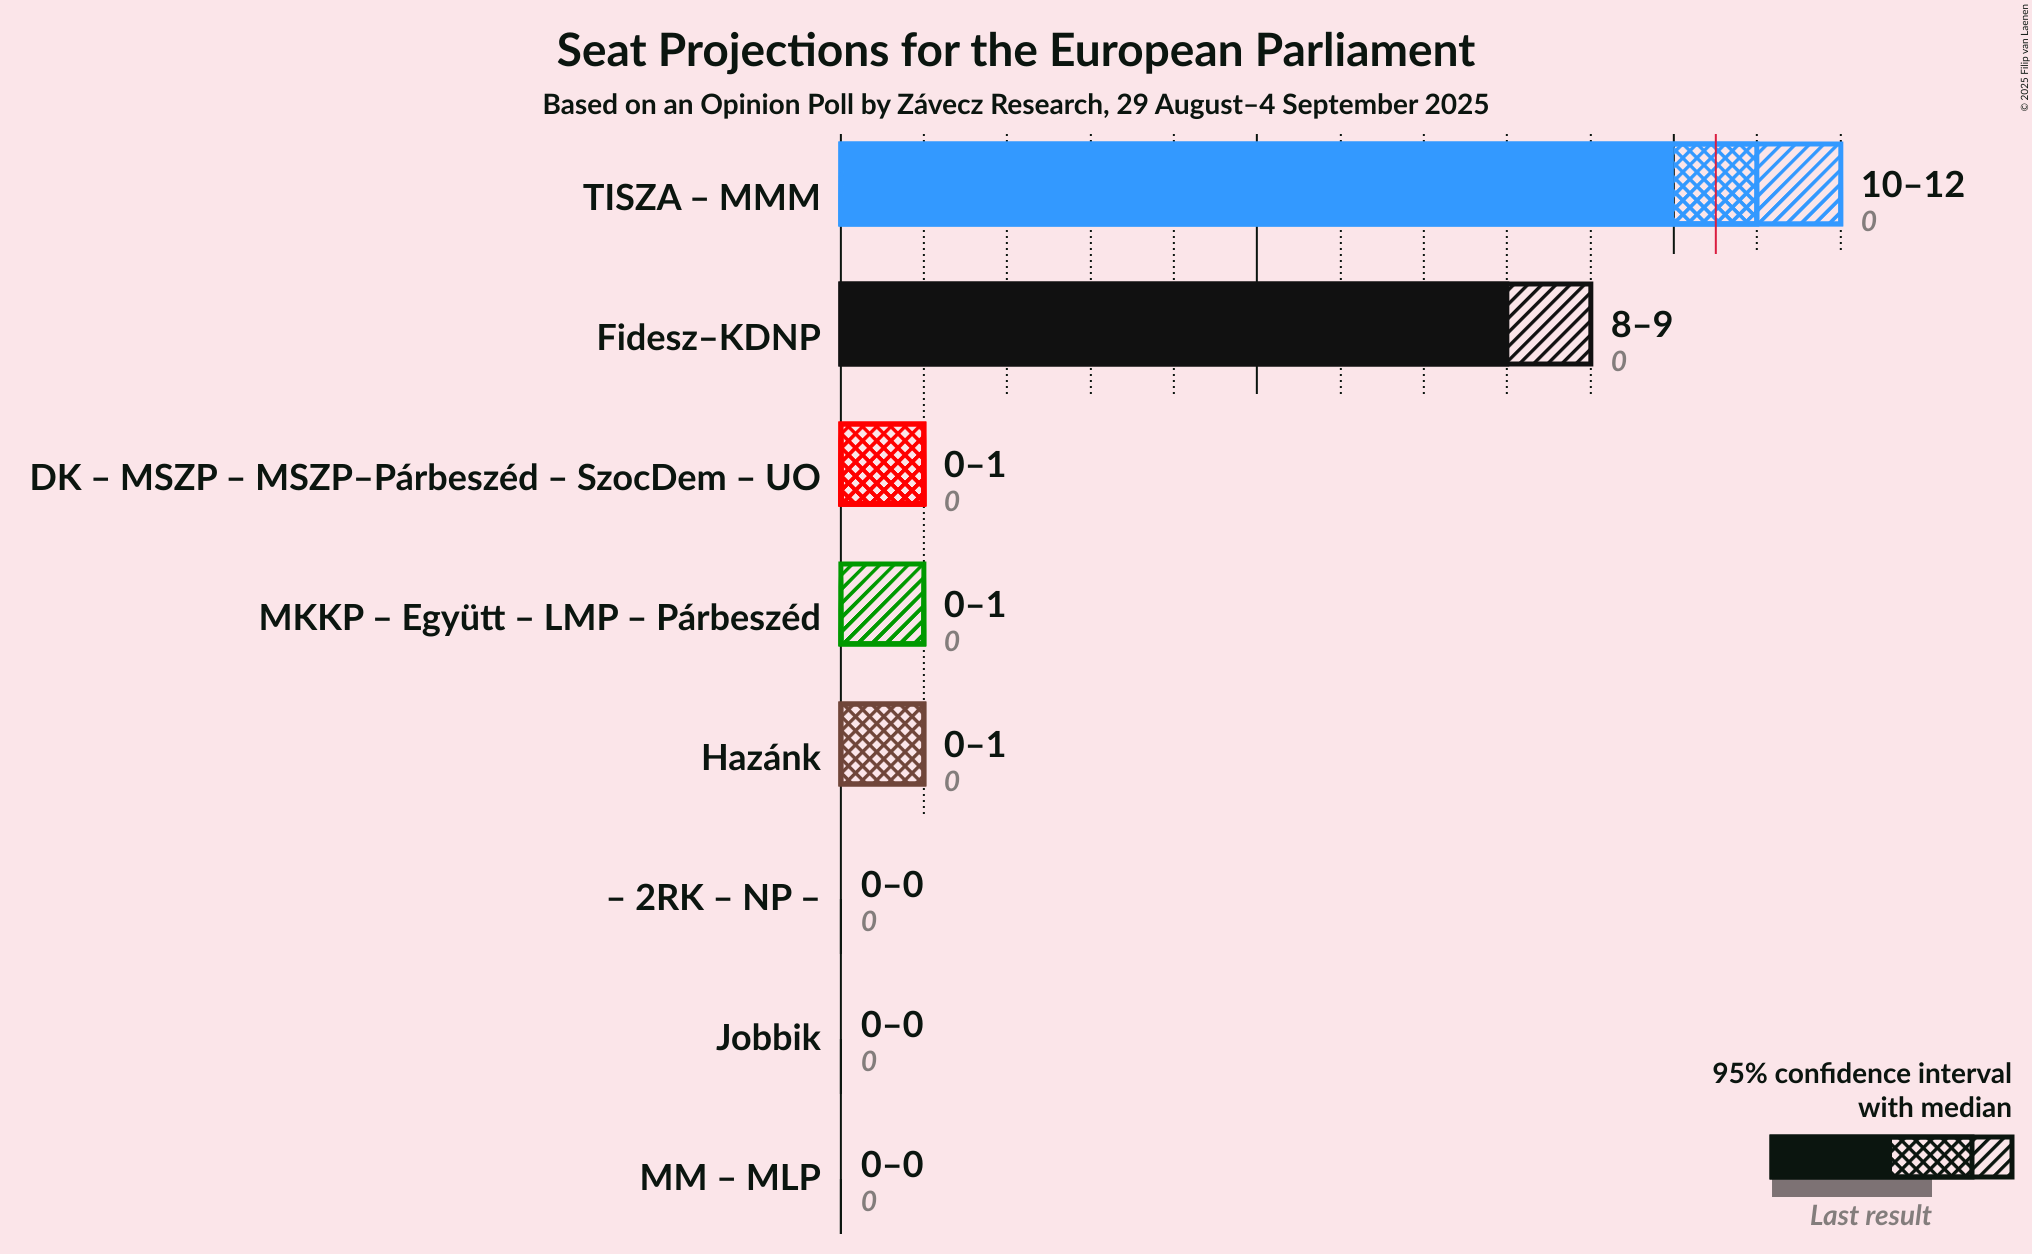 Seat Projections for the European Parliament
Based on an Opinion Poll by Závecz Research, 29 August–4 September 2025
© 2025 Filip van Laenen
TISZA – MMM
10–12
0
Fidesz–KDNP
8–9
0
DK – MSZP – MSZP–Párbeszéd – SzocDem – UO
0–1
0
MKKP – Együtt – LMP – Párbeszéd
0–1
0
Hazánk
0–1
0
– 2RK – NP –
0–0
0
Jobbik
0–0
0
MM – MLP
0–0
0
95% confidence interval
with median
Last result